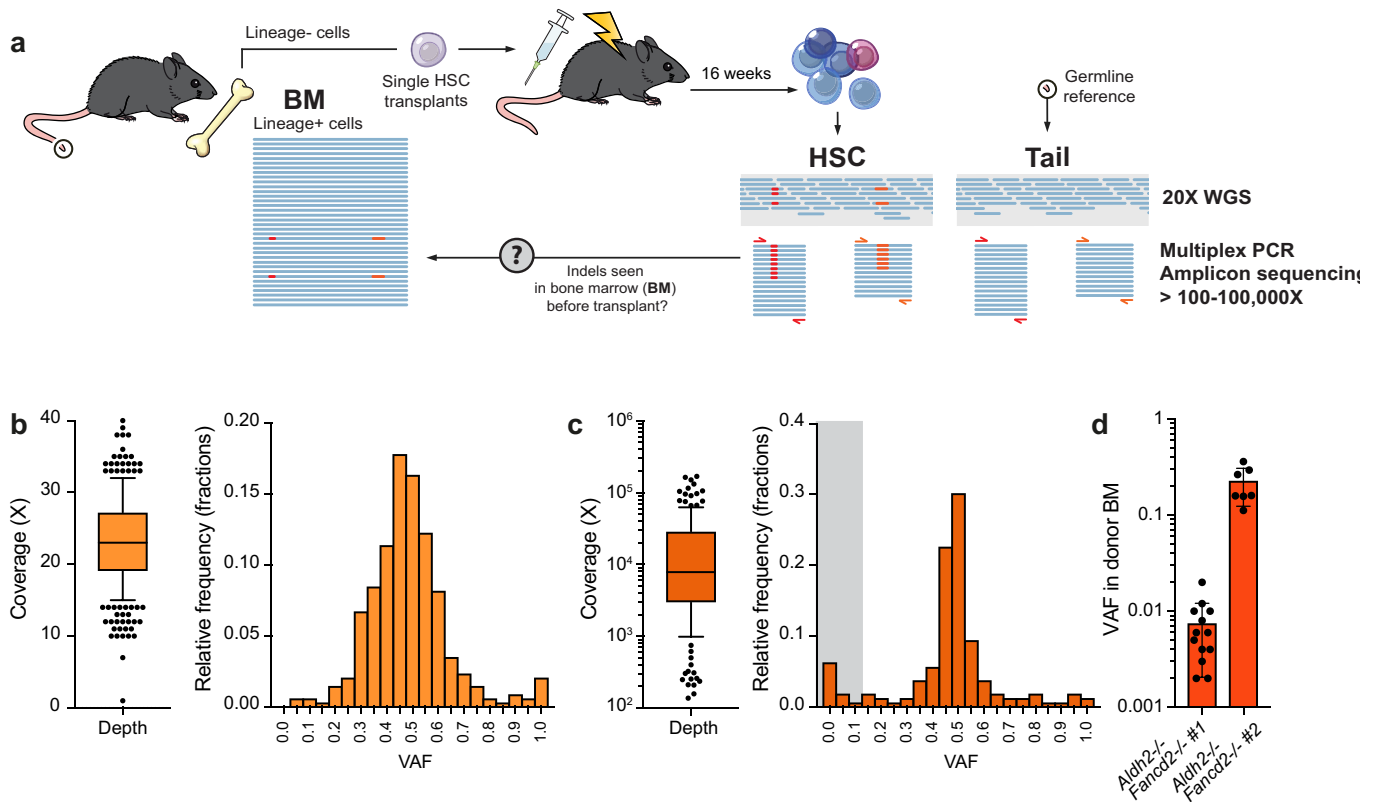 a
Lineage- cells
Single HSC
transplants
BM
Lineage+ cells
16 weeks
HSC
Germline
reference
Tail
20X WGS
Multiplex PCR
Amplicon sequencing
> 100-100,000X
?
Indels seen
in bone marrow (BM)
before transplant?
b
Coverage (X)
40
30
20
10
0
Depth
Relative frequency (fractions)
0.20
0.15
0.10
0.05
0.00
0.0
0.1
0.2
0.3
0.4
0.5
0.6
0.7
0.8
0.9
1.0
VAF
c
Coverage (X)
10⁶
10⁵
10⁴
10³
10²
Depth
Relative frequency (fractions)
0.4
0.3
0.2
0.1
0.0
0.0
0.1
0.2
0.3
0.4
0.5
0.6
0.7
0.8
0.9
1.0
VAF
d
VAF in donor BM
1
0.1
0.01
0.001
Aldh2-/-
Fancd2-/- #1
Aldh2-/-
Fancd2-/- #2